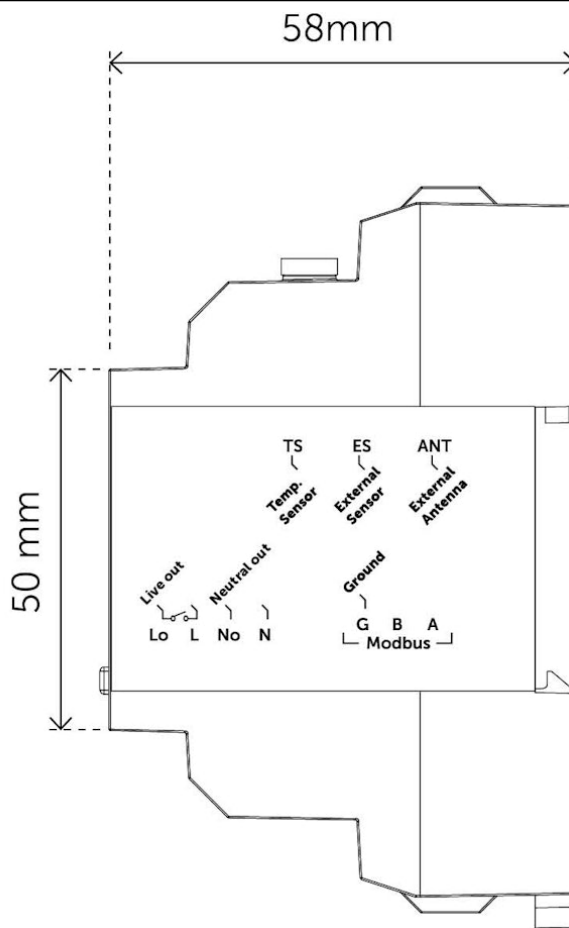 58mm
50 mm
TS ES ANT
Temp.
Sensor
External
Sensor
External
Antenna
Live out
Neutral out
Ground
Lo L No N
G B A
Modbus